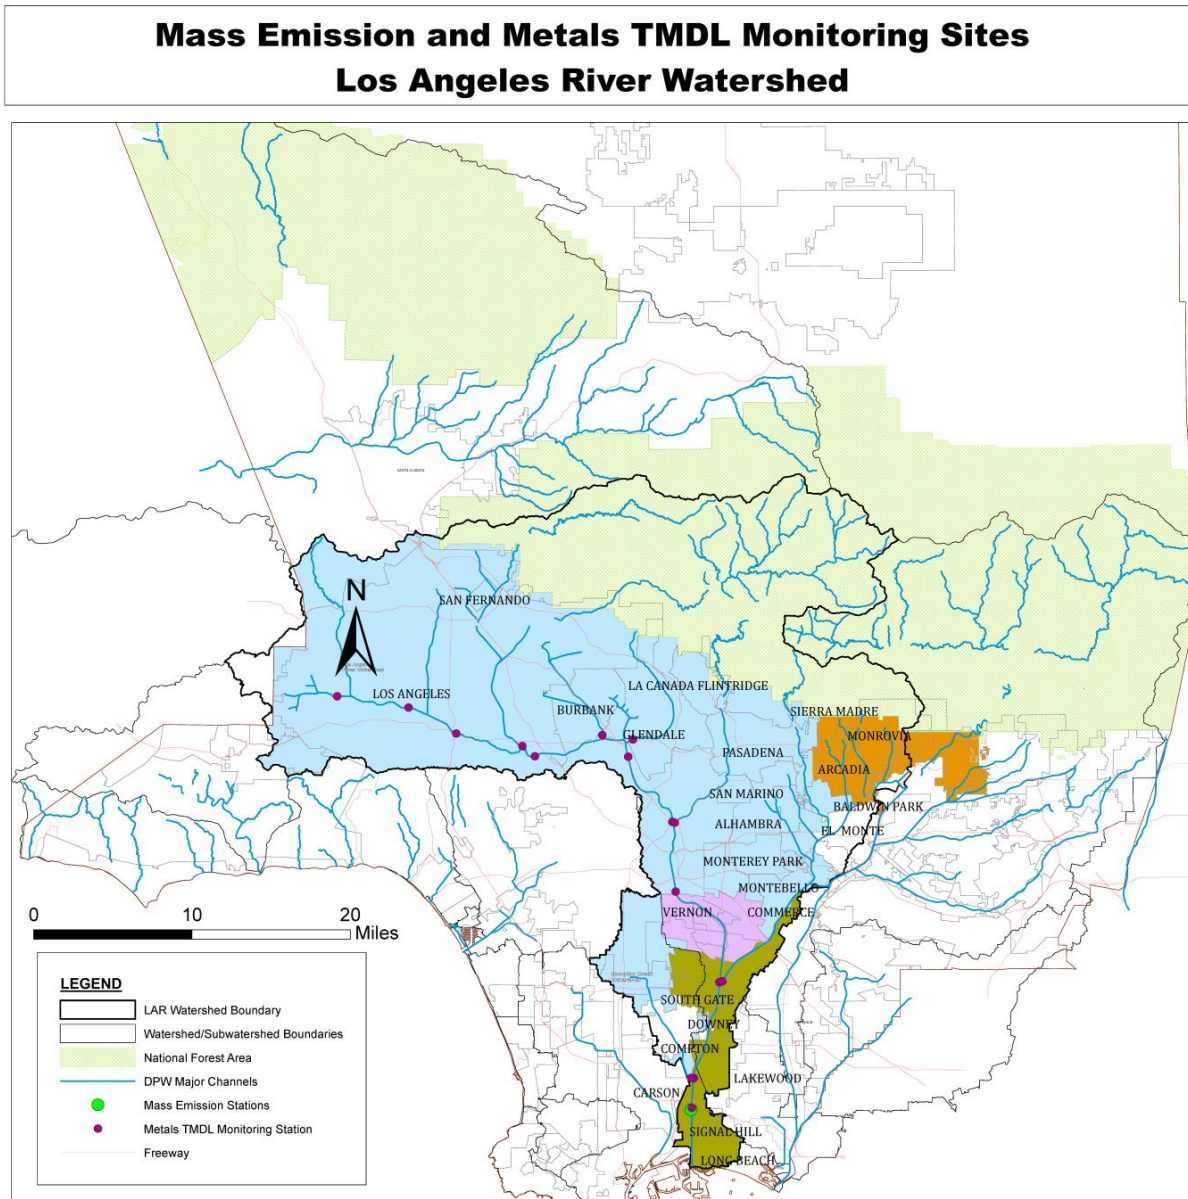 Mass Emission and Metals TMDL Monitoring Sites
Los Angeles River Watershed
SAN FERNANDO
N
LOS ANGELES
LA CANADA FLINTRIDGE
BURBANK
SIERRA MADRE
GLENDALE
MONROVIA
PASADENA
ARCADIA
SAN MARINO
BALDWIN PARK
ALHAMBRA
EL MONTE
MONTEREY PARK
MONTEBELLO
VERNON
COMMERCE
0 10 20
Miles
SOUTH GATE
DOWNEY
COMPTON
LAKEWOOD
CARSON
SIGNAL HILL
LONG BEACH
LEGEND
LAR Watershed Boundary
Watershed/Subwatershed Boundaries
National Forest Area
DPW Major Channels
Mass Emission Stations
Metals TMDL Monitoring Station
Freeway